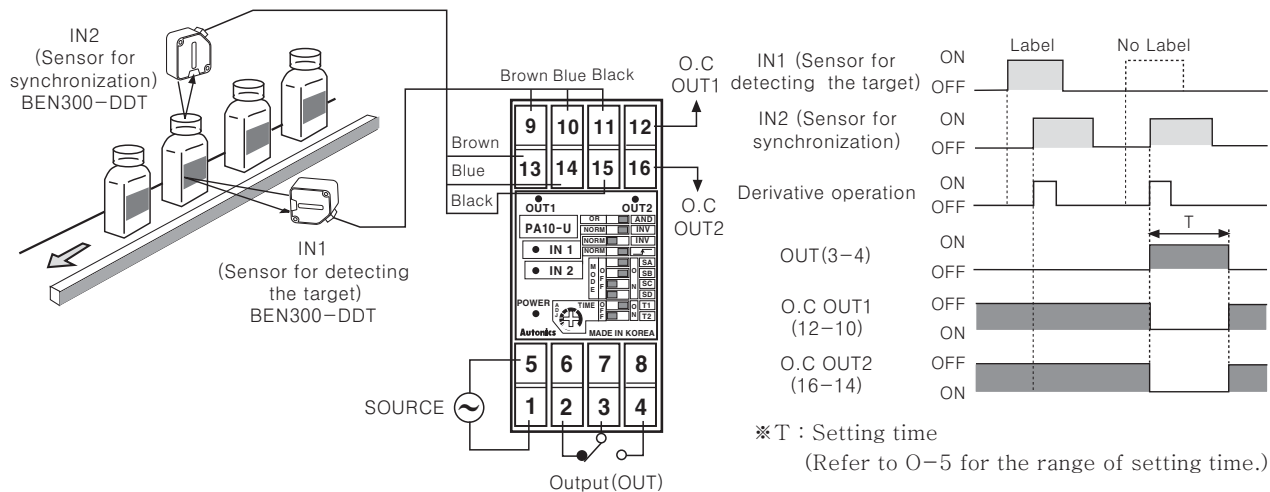 IN2
(Sensor for
synchronization)
BEN300-DDT
IN1
(Sensor for detecting
the target)
BEN300-DDT
Brown Blue Black
O.C
OUT1
9 10 11 12
Brown
13 14 15 16
Blue
Black
O.C
OUT2
OUT1 OUT2
PA10-U
IN 1
IN 2
OR AND
NORM INV
NORM INV
NORM
MODE
OFF
ON
SA
SB
SC
SD
POWER
ADJ
TIME
OFF
ON
T1
T2
Autonics MADE IN KOREA
5 6 7 8
SOURCE
1 2 3 4
Output(OUT)
Label No Label
IN1 (Sensor for
detecting the target)
ON
OFF
IN2 (Sensor for
synchronization)
ON
OFF
Derivative operation
ON
OFF
T
OUT(3-4)
ON
OFF
O.C OUT1
(12-10)
OFF
ON
O.C OUT2
(16-14)
OFF
ON
※T : Setting time
(Refer to O-5 for the range of setting time.)